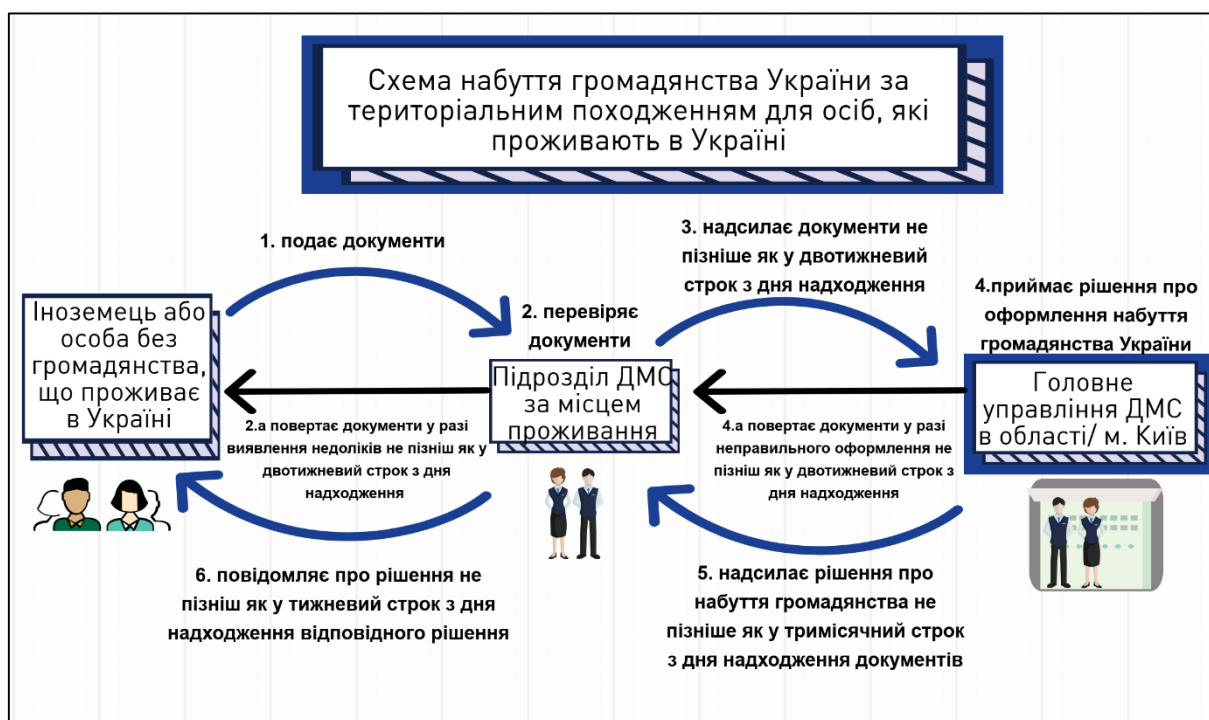 Схема набуття громадянства України за
територіальним походженням для осіб, які
проживають в Україні
1. подає документи
3. надсилає документи не
пізніше як у двотижневий
строк з дня надходження
Іноземець або
особа без
громадянства,
що проживає
в Україні
2. перевіряє
документи
Підрозділ ДМС
за місцем
проживання
4.приймає рішення про
оформлення набуття
громадянства України
Головне
управління ДМС
в області/ м. Київ
2.а повертає документи у разі
виявлення недоліків не пізніш як у
двотижневий строк з дня
надходження
4.а повертає документи у разі
неправильного оформлення не
пізніш як у двотижневий строк з
дня надходження
6. повідомляє про рішення не
пізніш як у тижневий строк з дня
надходження відповідного рішення
5. надсилає рішення про
набуття громадянства не
пізніше як у тримісячний строк
з дня надходження документів